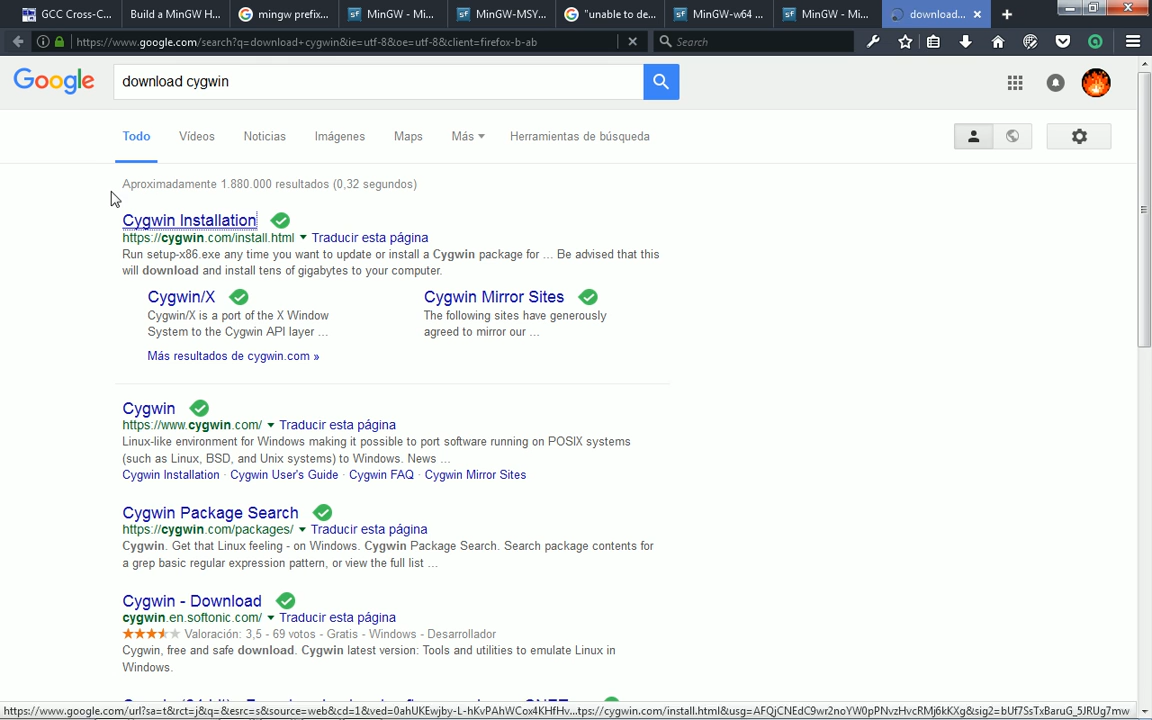 GCC Cross-C...
Build a MinGW H...
mingw prefix...
MinGW - Mi...
MinGW-MSY...
"unable to de...
MinGW-w64 ...
MinGW - Mi...
download...
https://www.google.com/search?q=download+cygwin&ie=utf-8&oe=utf-8&client=firefox-b-ab
Search
Google
download cygwin
Todo Vídeos Noticias Imágenes Maps Más Herramientas de búsqueda
Aproximadamente 1.880.000 resultados (0,32 segundos)
Cygwin Installation
https://cygwin.com/install.html Traducir esta página
Run setup-x86.exe any time you want to update or install a Cygwin package for ... Be advised that this
will download and install tens of gigabytes to your computer.
Cygwin/X
Cygwin/X is a port of the X Window
System to the Cygwin API layer ...
Cygwin Mirror Sites
The following sites have generously
agreed to mirror our ...
Más resultados de cygwin.com »
Cygwin
https://www.cygwin.com/ Traducir esta página
Linux-like environment for Windows making it possible to port software running on POSIX systems
(such as Linux, BSD, and Unix systems) to Windows. News ...
Cygwin Installation · Cygwin User's Guide · Cygwin FAQ · Cygwin Mirror Sites
Cygwin Package Search
https://cygwin.com/packages/ Traducir esta página
Cygwin. Get that Linux feeling - on Windows. Cygwin Package Search. Search package contents for
a grep basic regular expression pattern, or view the full list ...
Cygwin - Download
cygwin.en.softonic.com/ Traducir esta página
Valoración: 3,5 - 69 votos - Gratis - Windows - Desarrollador
Cygwin, free and safe download. Cygwin latest version: Tools and utilities to emulate Linux in
Windows.